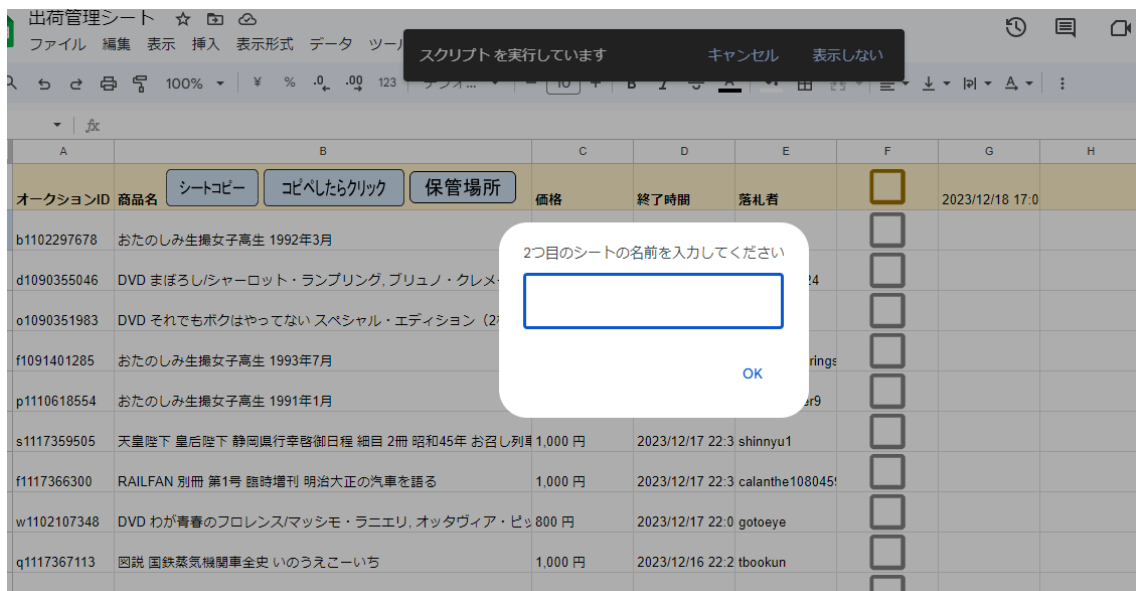 出荷管理シート
ファイル 編集 表示 挿入 表示形式 データ ツール
スクリプト を実行しています キャンセル 表示しない
100% ¥ % .0 .00 123 10
fx
A B C D E F G H
オークションID 商品名 シートコピー コピペしたらクリック 保管場所 価格 終了時間 落札者 2023/12/18 17:0
b1102297678 おたのしみ生撮女子高生 1992年3月
2つ目のシートの名前を入力してください
d1090355046 DVD まぼろし/シャーロット・ランプリング, ブリュノ・クレメ 24
o1090351983 DVD それでもボクはやってない スペシャル・エディション（2
f1091401285 おたのしみ生撮女子高生 1993年7月 rings
OK
p1110618554 おたのしみ生撮女子高生 1991年1月 er9
s1117359505 天皇陛下 皇后陛下 静岡県行幸啓御日程 細目 2冊 昭和45年 お召し列車 1,000 円 2023/12/17 22:3 shinnyu1
f1117366300 RAILFAN 別冊 第1号 臨時増刊 明治大正の汽車を語る 1,000 円 2023/12/17 22:3 calanthe108045
w1102107348 DVD わが青春のフロレンス/マッシモ・ラニエリ, オッタヴィア・ピッ 800 円 2023/12/17 22:0 gotoeye
q1117367113 図説 国鉄蒸気機関車全史 いのうえこーいち 1,000 円 2023/12/16 22:2 tbookun